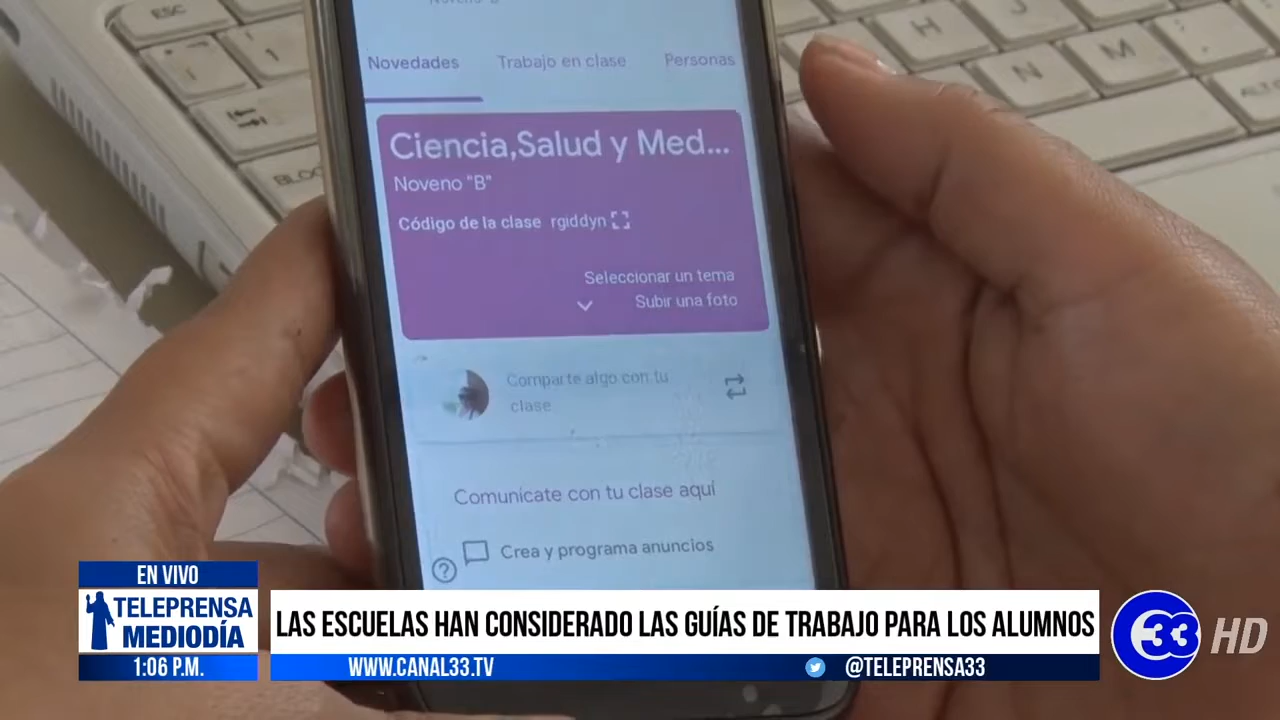 Novedades
Trabajo en clase
Personas
Ciencia,Salud y Med...
Noveno "B"
Código de la clase rgiddyn
Seleccionar un tema
Subir una foto
Comparte algo con tu
clase
Comunícate con tu clase aquí
Crea y programa anuncios
ESC
1
H
J
N
M
EN VIVO
TELEPRENSA
MEDIODÍA
1:06 P.M.
LAS ESCUELAS HAN CONSIDERADO LAS GUÍAS DE TRABAJO PARA LOS ALUMNOS
WWW.CANAL33.TV
@TELEPRENSA33
33 HD